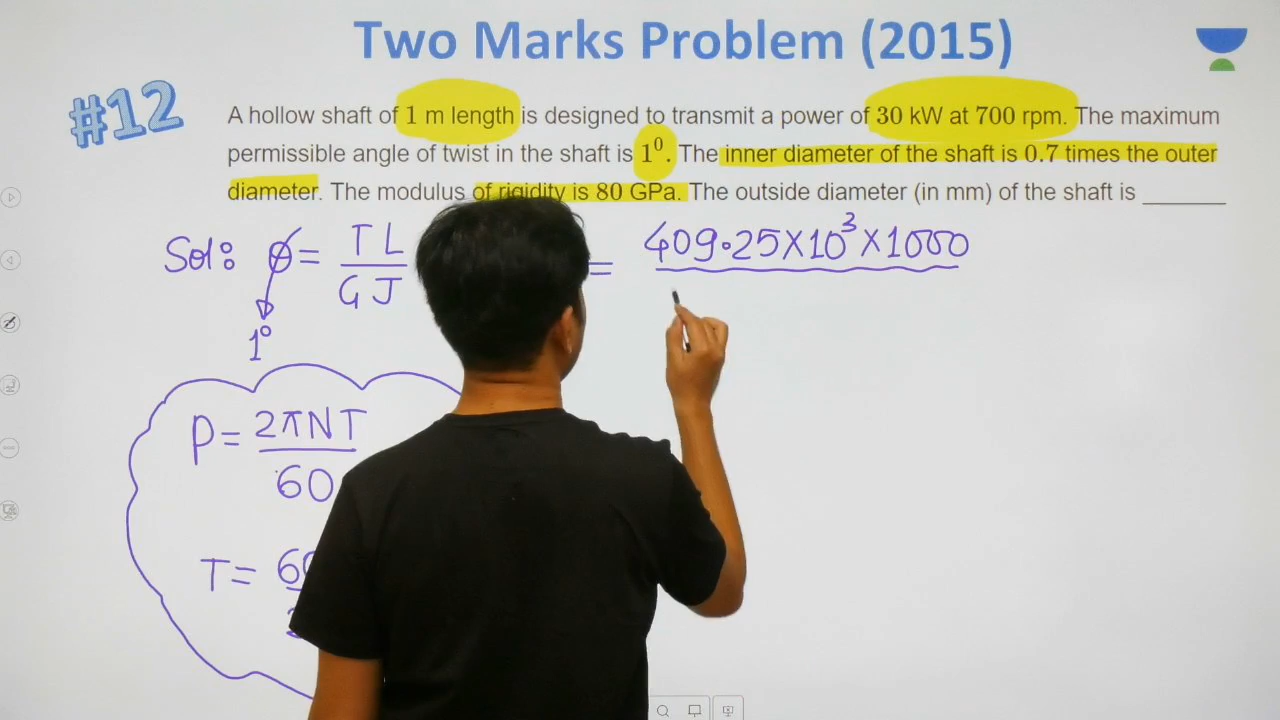 Two Marks Problem (2015)
#12
A hollow shaft of 1 m length is designed to transmit a power of 30 kW at 700 rpm. The maximum
permissible angle of twist in the shaft is 1⁰. The inner diameter of the shaft is 0.7 times the outer
diameter. The modulus of rigidity is 80 GPa. The outside diameter (in mm) of the shaft is ______
Sol: Ø = TL / GJ = 409.25×10³×1000
1°
P = 2πNT / 60
T =